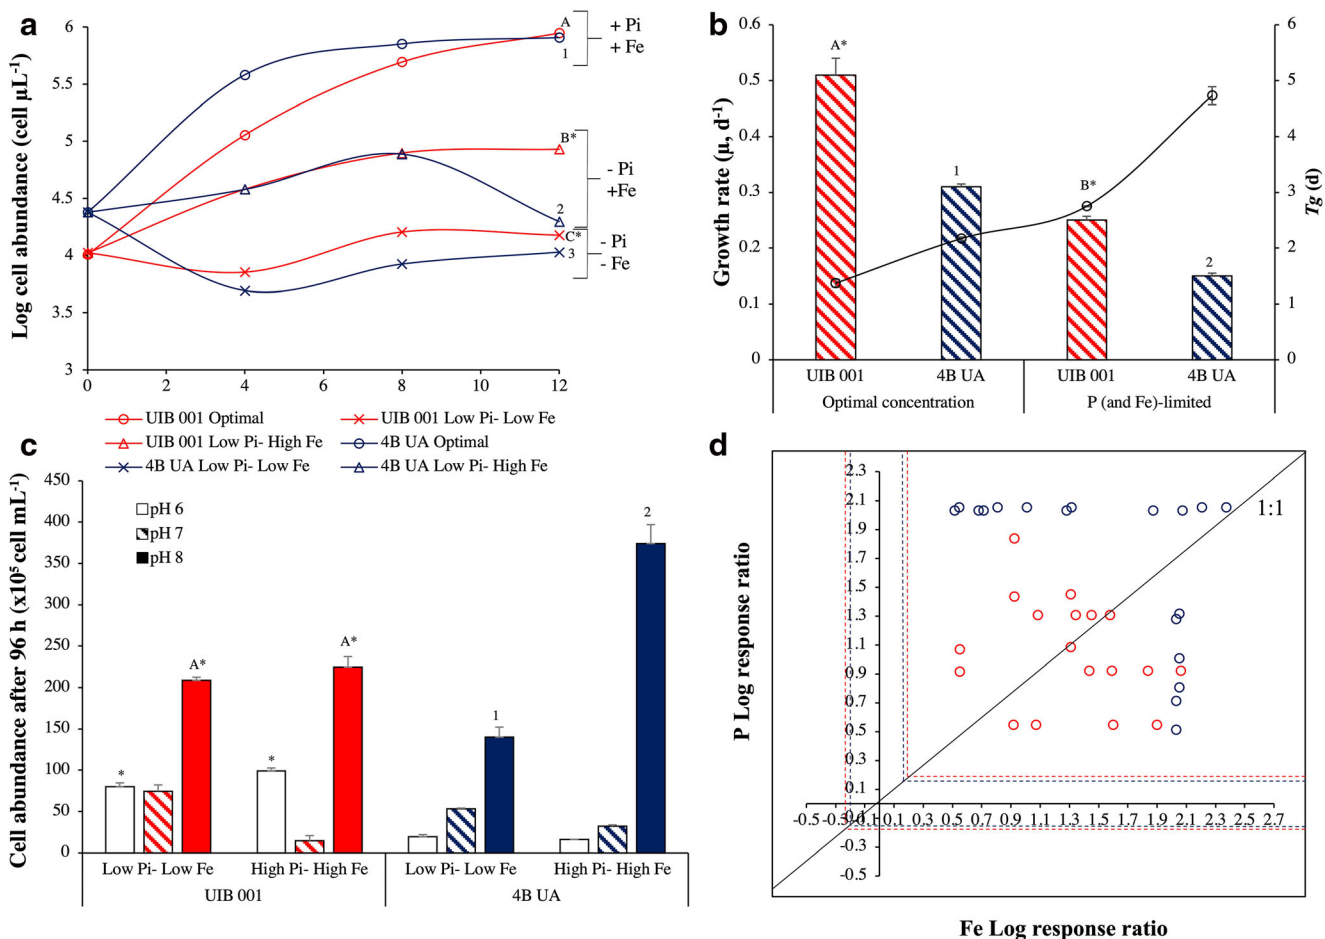 a
Log cell abundance (cell µL⁻¹)
6
5.5
5
4.5
4
3.5
3
0
2
4
6
8
10
12
A
1
B*
2
C*
3
+ Pi
+ Fe
- Pi
+Fe
- Pi
- Fe
UIB 001 Optimal
UIB 001 Low Pi- Low Fe
UIB 001 Low Pi- High Fe
4B UA Optimal
4B UA Low Pi- Low Fe
4B UA Low Pi- High Fe
b
Growth rate (µ, d⁻¹)
0.6
0.5
0.4
0.3
0.2
0.1
0
A*
1
B*
2
6
5
4
3
2
1
0
Tg (d)
UIB 001
4B UA
UIB 001
4B UA
Optimal concentration
P (and Fe)-limited
c
Cell abundance after 96 h (x10⁵ cell mL⁻¹)
450
400
350
300
250
200
150
100
50
0
pH 6
pH 7
pH 8
*
A*
*
A*
1
2
Low Pi- Low Fe
High Pi- High Fe
Low Pi- Low Fe
High Pi- High Fe
UIB 001
4B UA
d
P Log response ratio
2.3
2.1
1.9
1.7
1.5
1.3
1.1
0.9
0.7
0.5
0.3
0.1
-0.1
-0.3
-0.5
1:1
-0.5
-0.3
-0.1
0.1
0.3
0.5
0.7
0.9
1.1
1.3
1.5
1.7
1.9
2.1
2.3
2.5
2.7
Fe Log response ratio